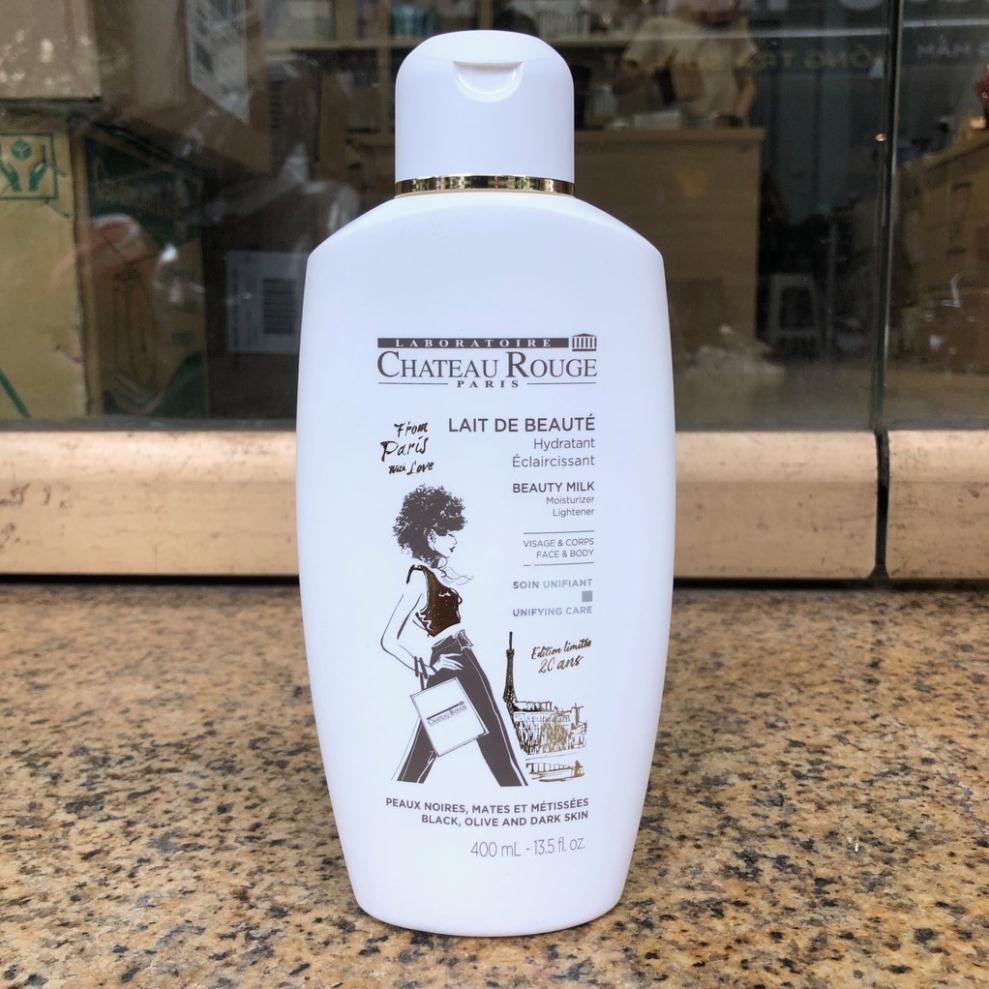 LABORATOIRE
CHATEAU ROUGE
PARIS
From
Paris
With Love
LAIT DE BEAUTÉ
Hydratant
Éclaircissant
BEAUTY MILK
Moisturizer
Lightener
VISAGE & CORPS
FACE & BODY
SOIN UNIFIANT
UNIFYING CARE
Edition limitée
20 ans
CHATEAU ROUGE
PEAUX NOIRES, MATES ET MÉTISSÉES
BLACK, OLIVE AND DARK SKIN
400 mL - 13.5 fl. oz.